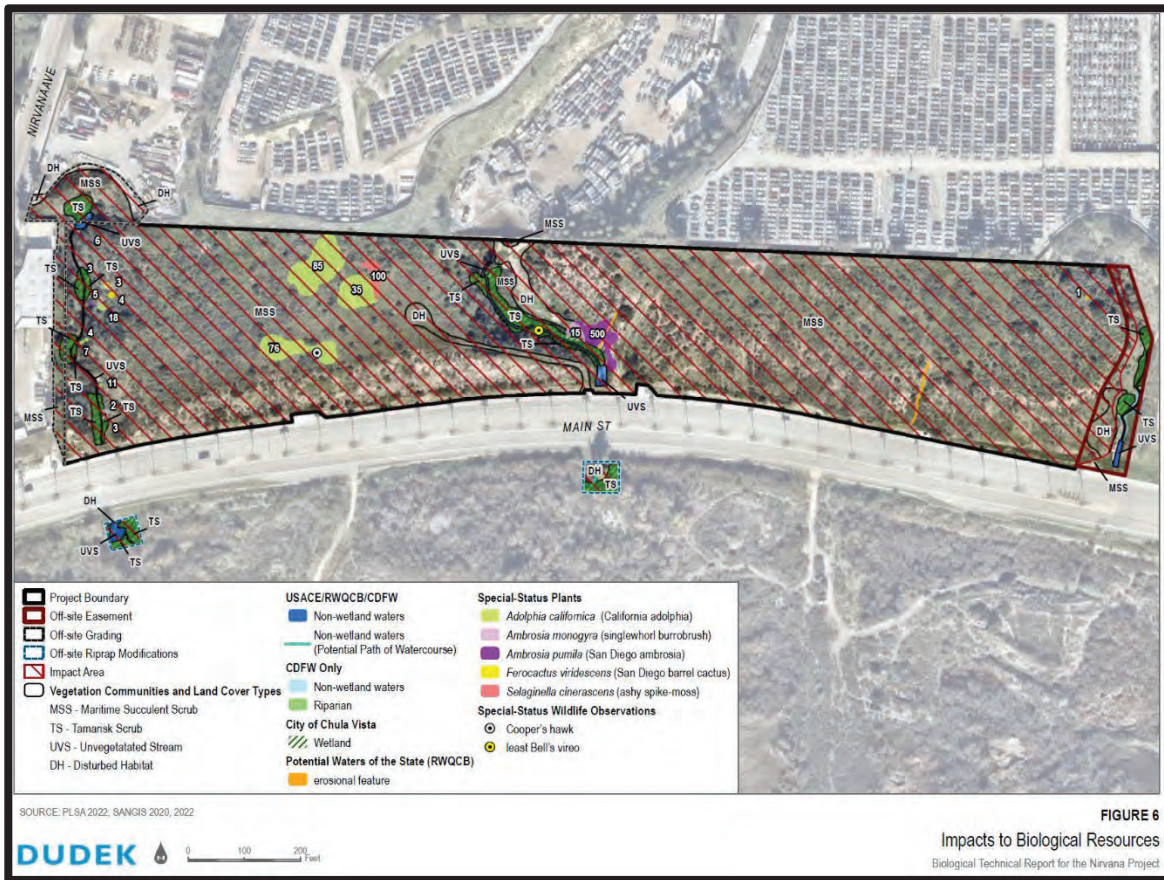 NIRVANA AVE
DH
MSS
DH
TS
UVS
6
TS
3
TS
3
5
4
18
TS
4
7
UVS
11
TS
2
TS
3
MSS
85
100
35
MSS
76
UVS
MSS
MSS
TS
DH
TS
DH
TS
15
500
UVS
MSS
1
TS
DH
TS
UVS
MSS
MAIN ST
DH
TS
DH
TS
UVS
TS
Project Boundary
Off-site Easement
Off-site Grading
Off-site Riprap Modifications
Impact Area
Vegetation Communities and Land Cover Types
MSS - Maritime Succulent Scrub
TS - Tamarisk Scrub
UVS - Unvegetatated Stream
DH - Disturbed Habitat
USACE/RWQCB/CDFW
Non-wetland waters
Non-wetland waters
(Potential Path of Watercourse)
CDFW Only
Non-wetland waters
Riparian
City of Chula Vista
Wetland
Potential Waters of the State (RWQCB)
erosional feature
Special-Status Plants
Adolphia californica (California adolphia)
Ambrosia monogyra (singlewhorl burrobrush)
Ambrosia pumila (San Diego ambrosia)
Ferocactus viridescens (San Diego barrel cactus)
Selaginella cinerascens (ashy spike-moss)
Special-Status Wildlife Observations
Cooper's hawk
least Bell's vireo
SOURCE: PLSA 2022; SANGIS 2020, 2022
DUDEK
0 100 200
Feet
FIGURE 6
Impacts to Biological Resources
Biological Technical Report for the Nirvana Project